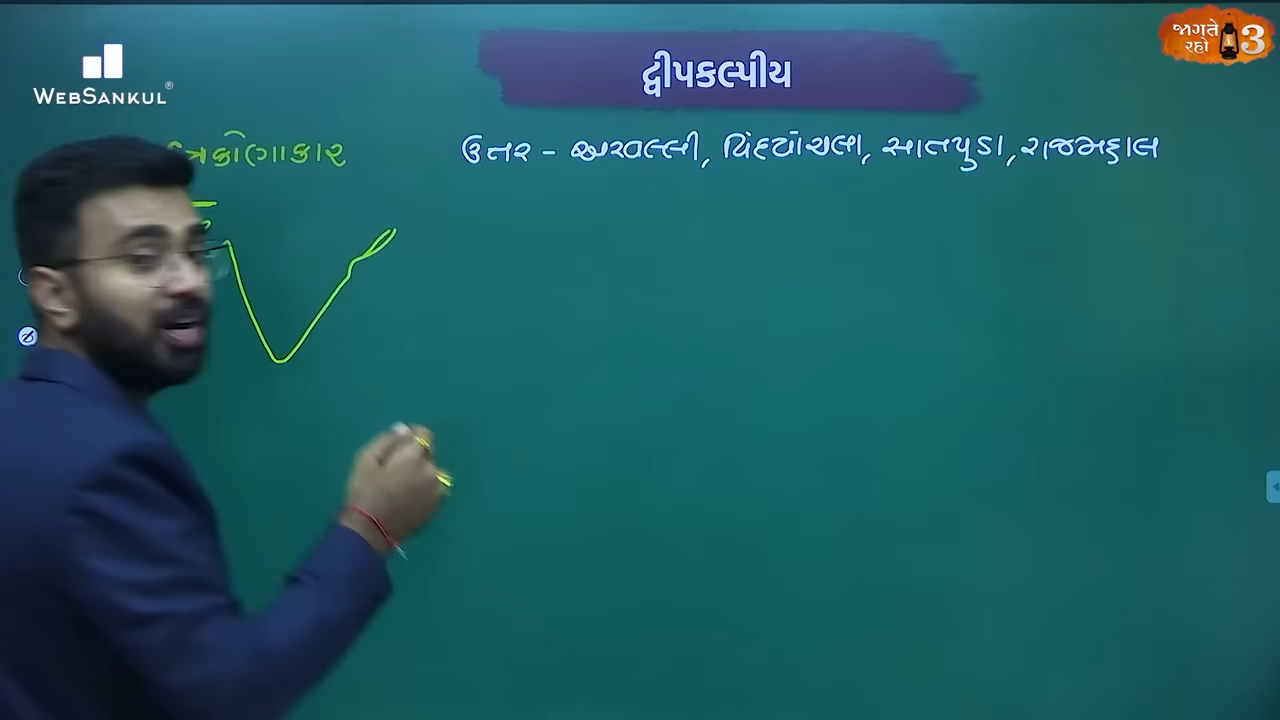 જાગતે
રહો 3
WEBSANKUL®
દ્વીપકલ્પીય
ત્રિકોણાકાર
ઉત્તર - અરવલ્લી, વિંધ્યાચલ, સાતપુડા, રાજમહાલ